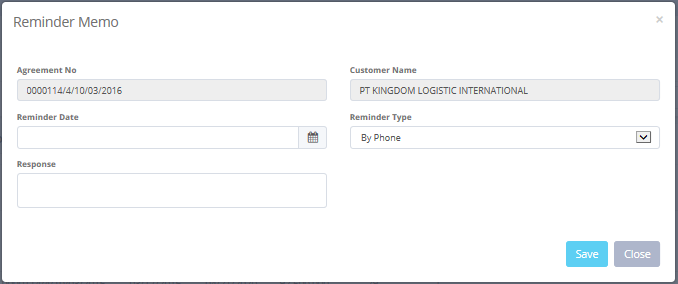 Reminder Memo
×
Agreement No
Customer Name
0000114/4/10/03/2016
PT KINGDOM LOGISTIC INTERNATIONAL
Reminder Date
Reminder Type
By Phone
Response
Save
Close